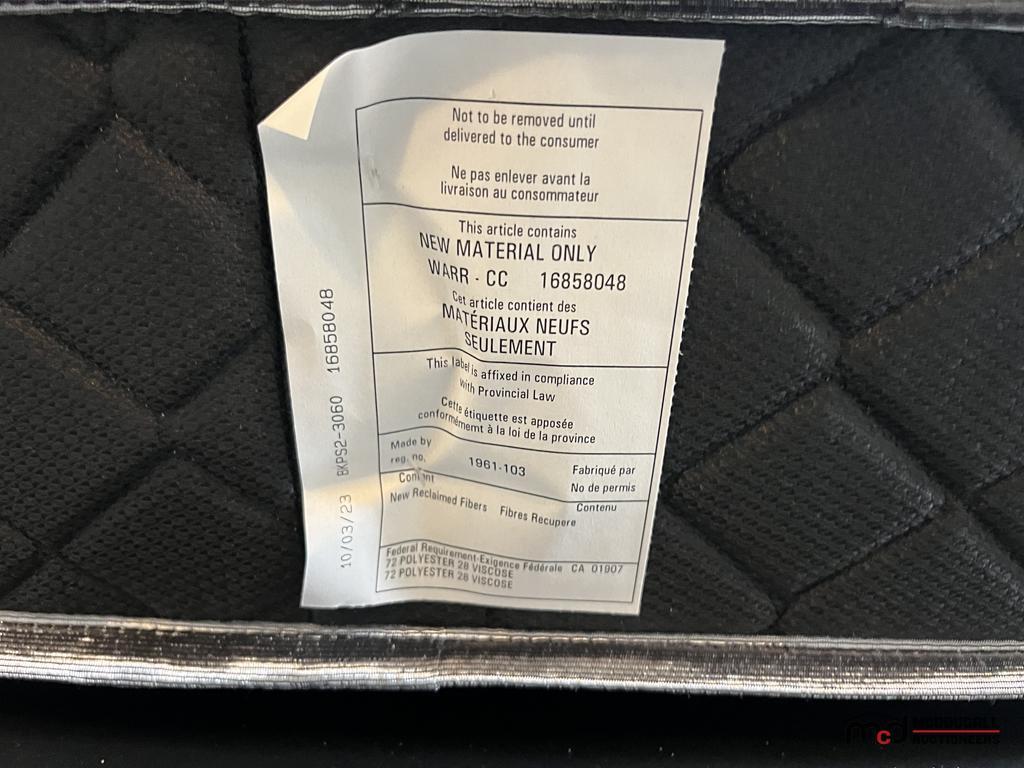 Not to be removed until
delivered to the consumer
Ne pas enlever avant la
livraison au consommateur
This article contains
NEW MATERIAL ONLY
WARR - CC 16858048
Cet article contient des
MATÉRIAUX NEUFS
SEULEMENT
This label is affixed in compliance
with Provincial Law
Cette étiquette est apposée
conformémemt à la loi de la province
Made by
reg. no. 1961-103 Fabriqué par
No de permis
Content Contenu
New Reclaimed Fibers Fibres Recupere
Federal Requirement-Exigence Fédérale CA 01907
72 POLYESTER 28 VISCOSE
72 POLYESTER 28 VISCOSE
10/03/23 BKPS2-3060 16858048
mcd MCDOUGALL
AUCTIONEERS